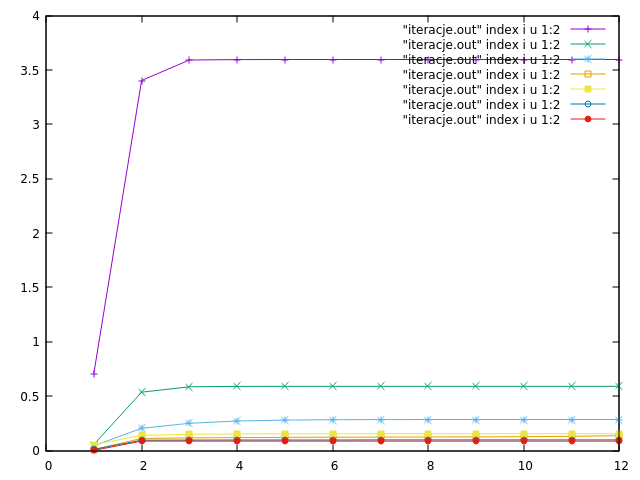 4
3.5
3
2.5
2
1.5
1
0.5
0
0 2 4 6 8 10 12
"iteracje.out" index i u 1:2
"iteracje.out" index i u 1:2
"iteracje.out" index i u 1:2
"iteracje.out" index i u 1:2
"iteracje.out" index i u 1:2
"iteracje.out" index i u 1:2
"iteracje.out" index i u 1:2